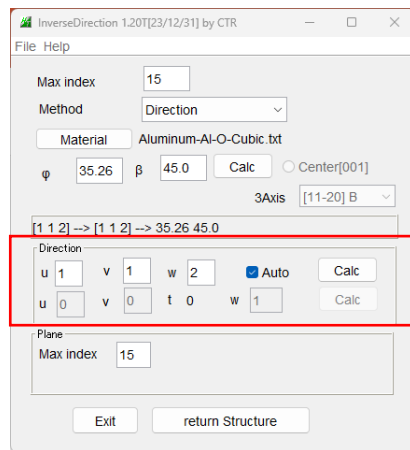 InverseDirection 1.20T[23/12/31] by CTR
File Help
Max index 15
Method Direction
Material Aluminum-Al-O-Cubic.txt
φ 35.26 β 45.0 Calc Center[001]
3Axis [11-20] B
[1 1 2] --> [1 1 2] --> 35.26 45.0
Direction
u 1 v 1 w 2 Auto Calc
u 0 v 0 t 0 w 1 Calc
Plane
Max index 15
Exit return Structure